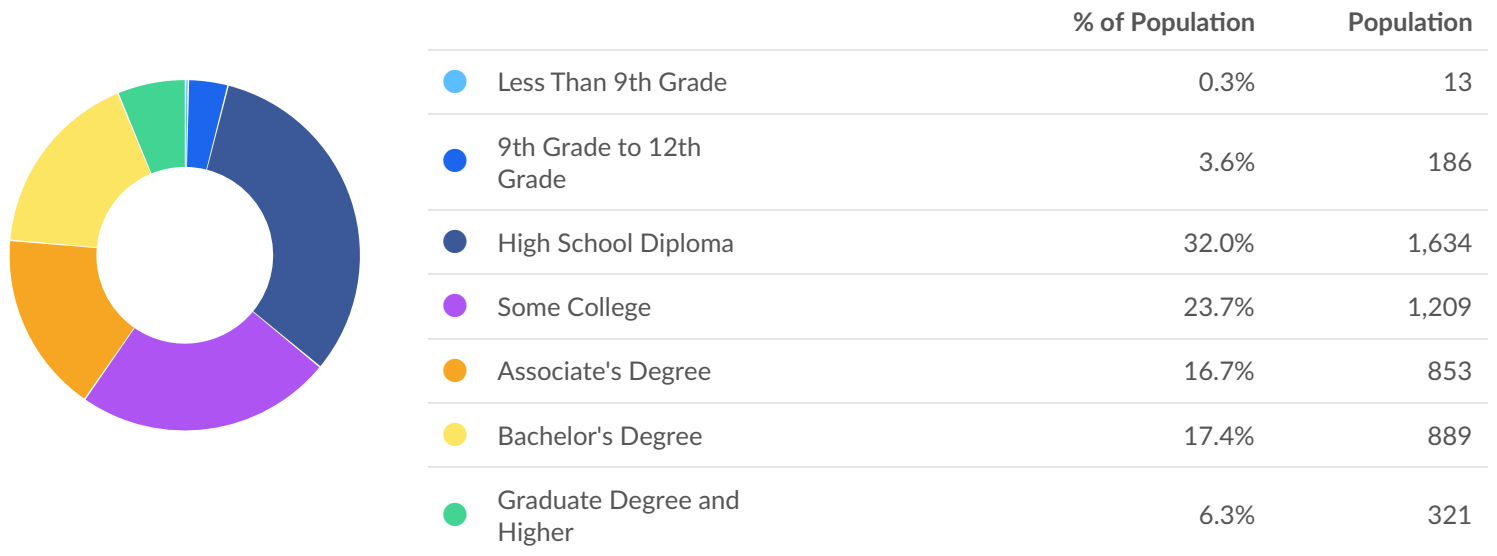 % of Population Population
Less Than 9th Grade 0.3% 13
9th Grade to 12th
Grade 3.6% 186
High School Diploma 32.0% 1,634
Some College 23.7% 1,209
Associate's Degree 16.7% 853
Bachelor's Degree 17.4% 889
Graduate Degree and
Higher 6.3% 321